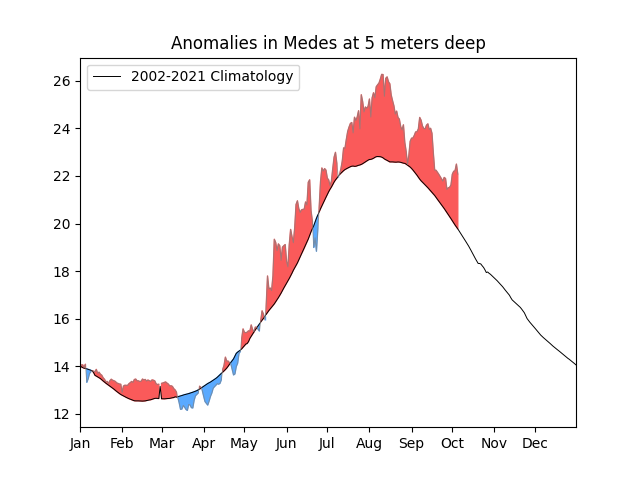 Anomalies in Medes at 5 meters deep
2002-2021 Climatology
26
24
22
20
18
16
14
12
Jan Feb Mar Apr May Jun Jul Aug Sep Oct Nov Dec